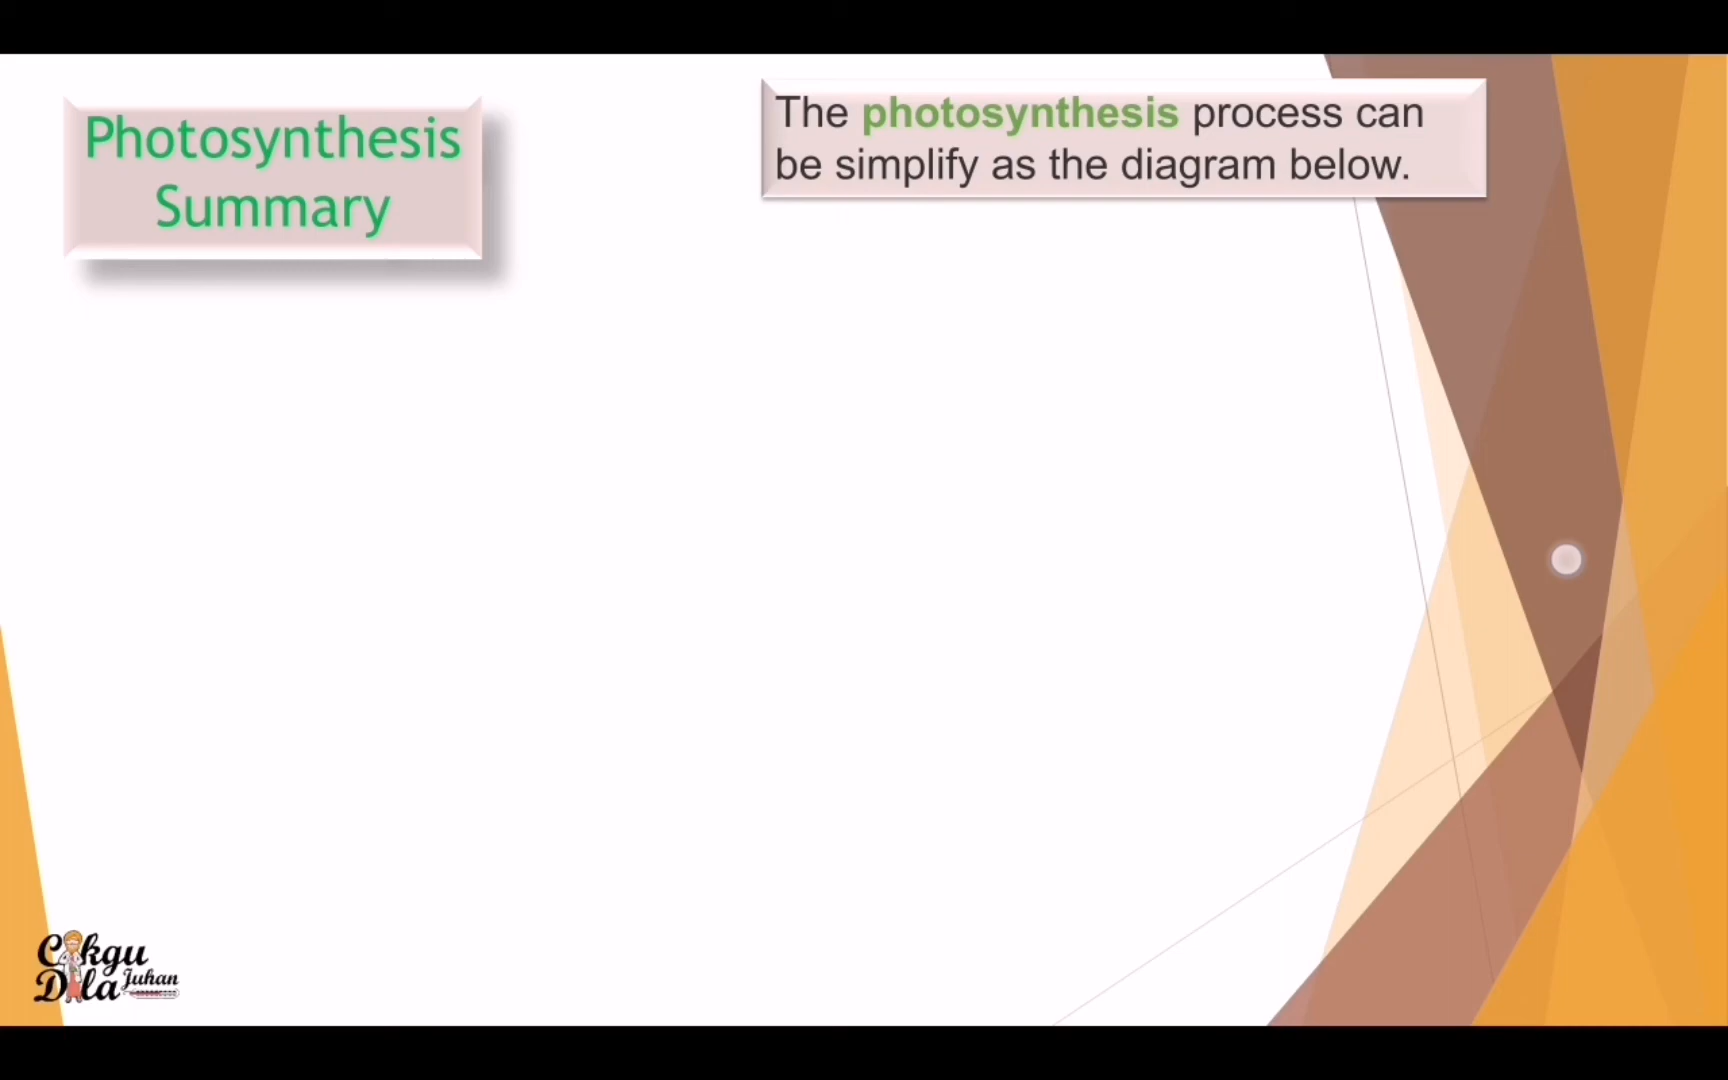 Photosynthesis
Summary
The photosynthesis process can
be simplify as the diagram below.
Cikgu
Dila Juhan